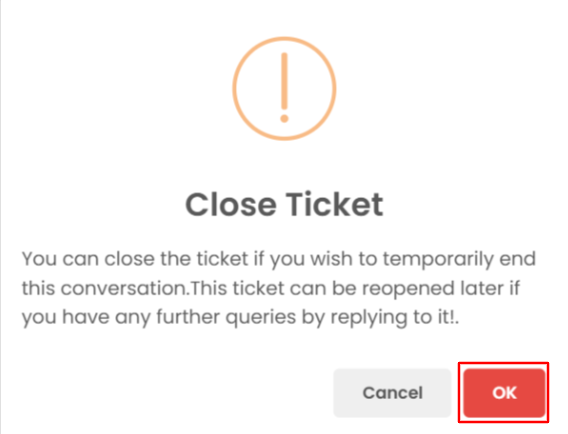 Close Ticket
You can close the ticket if you wish to temporarily end
this conversation.This ticket can be reopened later if
you have any further queries by replying to it!.
Cancel
OK